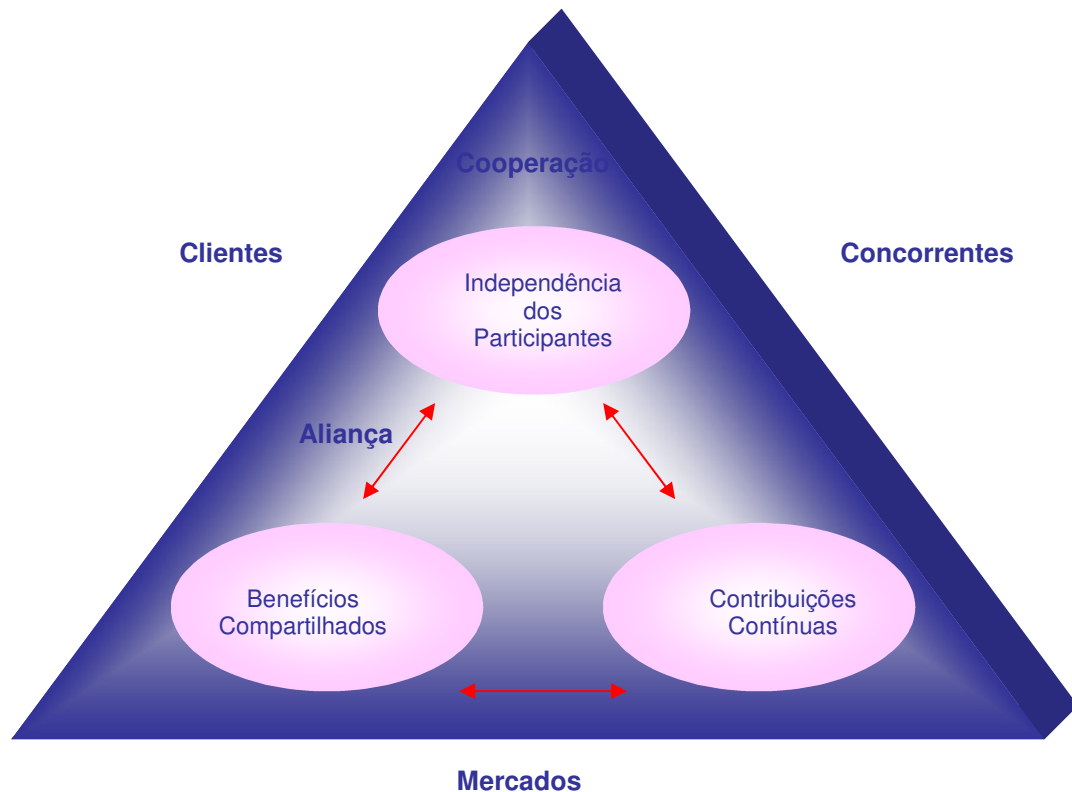 Cooperação
Clientes
Concorrentes
Independência
dos
Participantes
Aliança
Benefícios
Compartilhados
Contribuições
Contínuas
Mercados